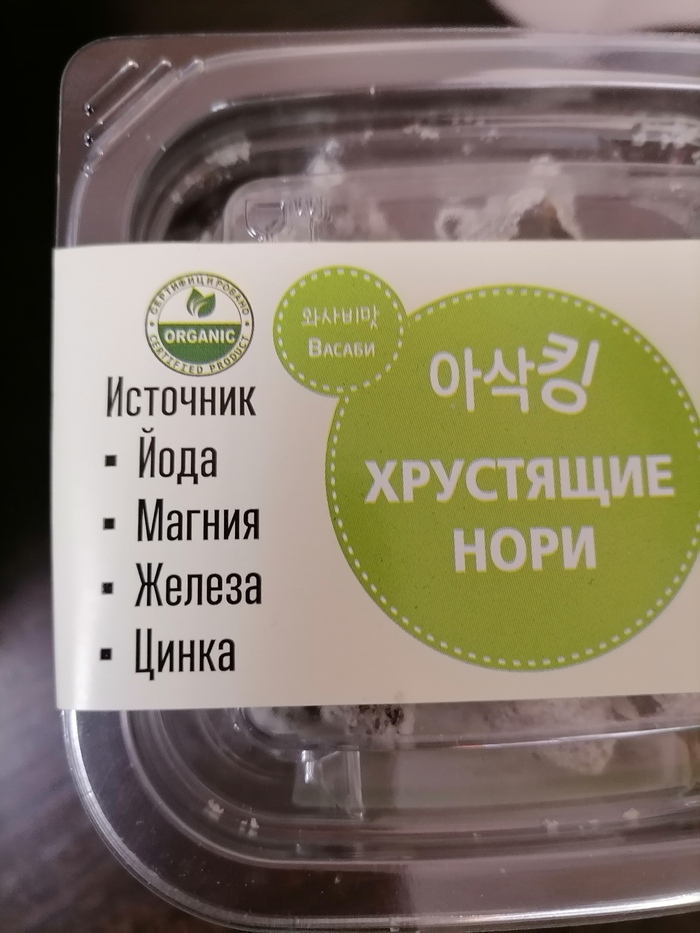 СЕРТИФИЦИРОВАНО
ORGANIC
CERTIFIED PRODUCT
Источник
▪ Йода
▪ Магния
▪ Железа
▪ Цинка
와사비맛
Васаби
아삭킹
ХРУСТЯЩИЕ
НОРИ